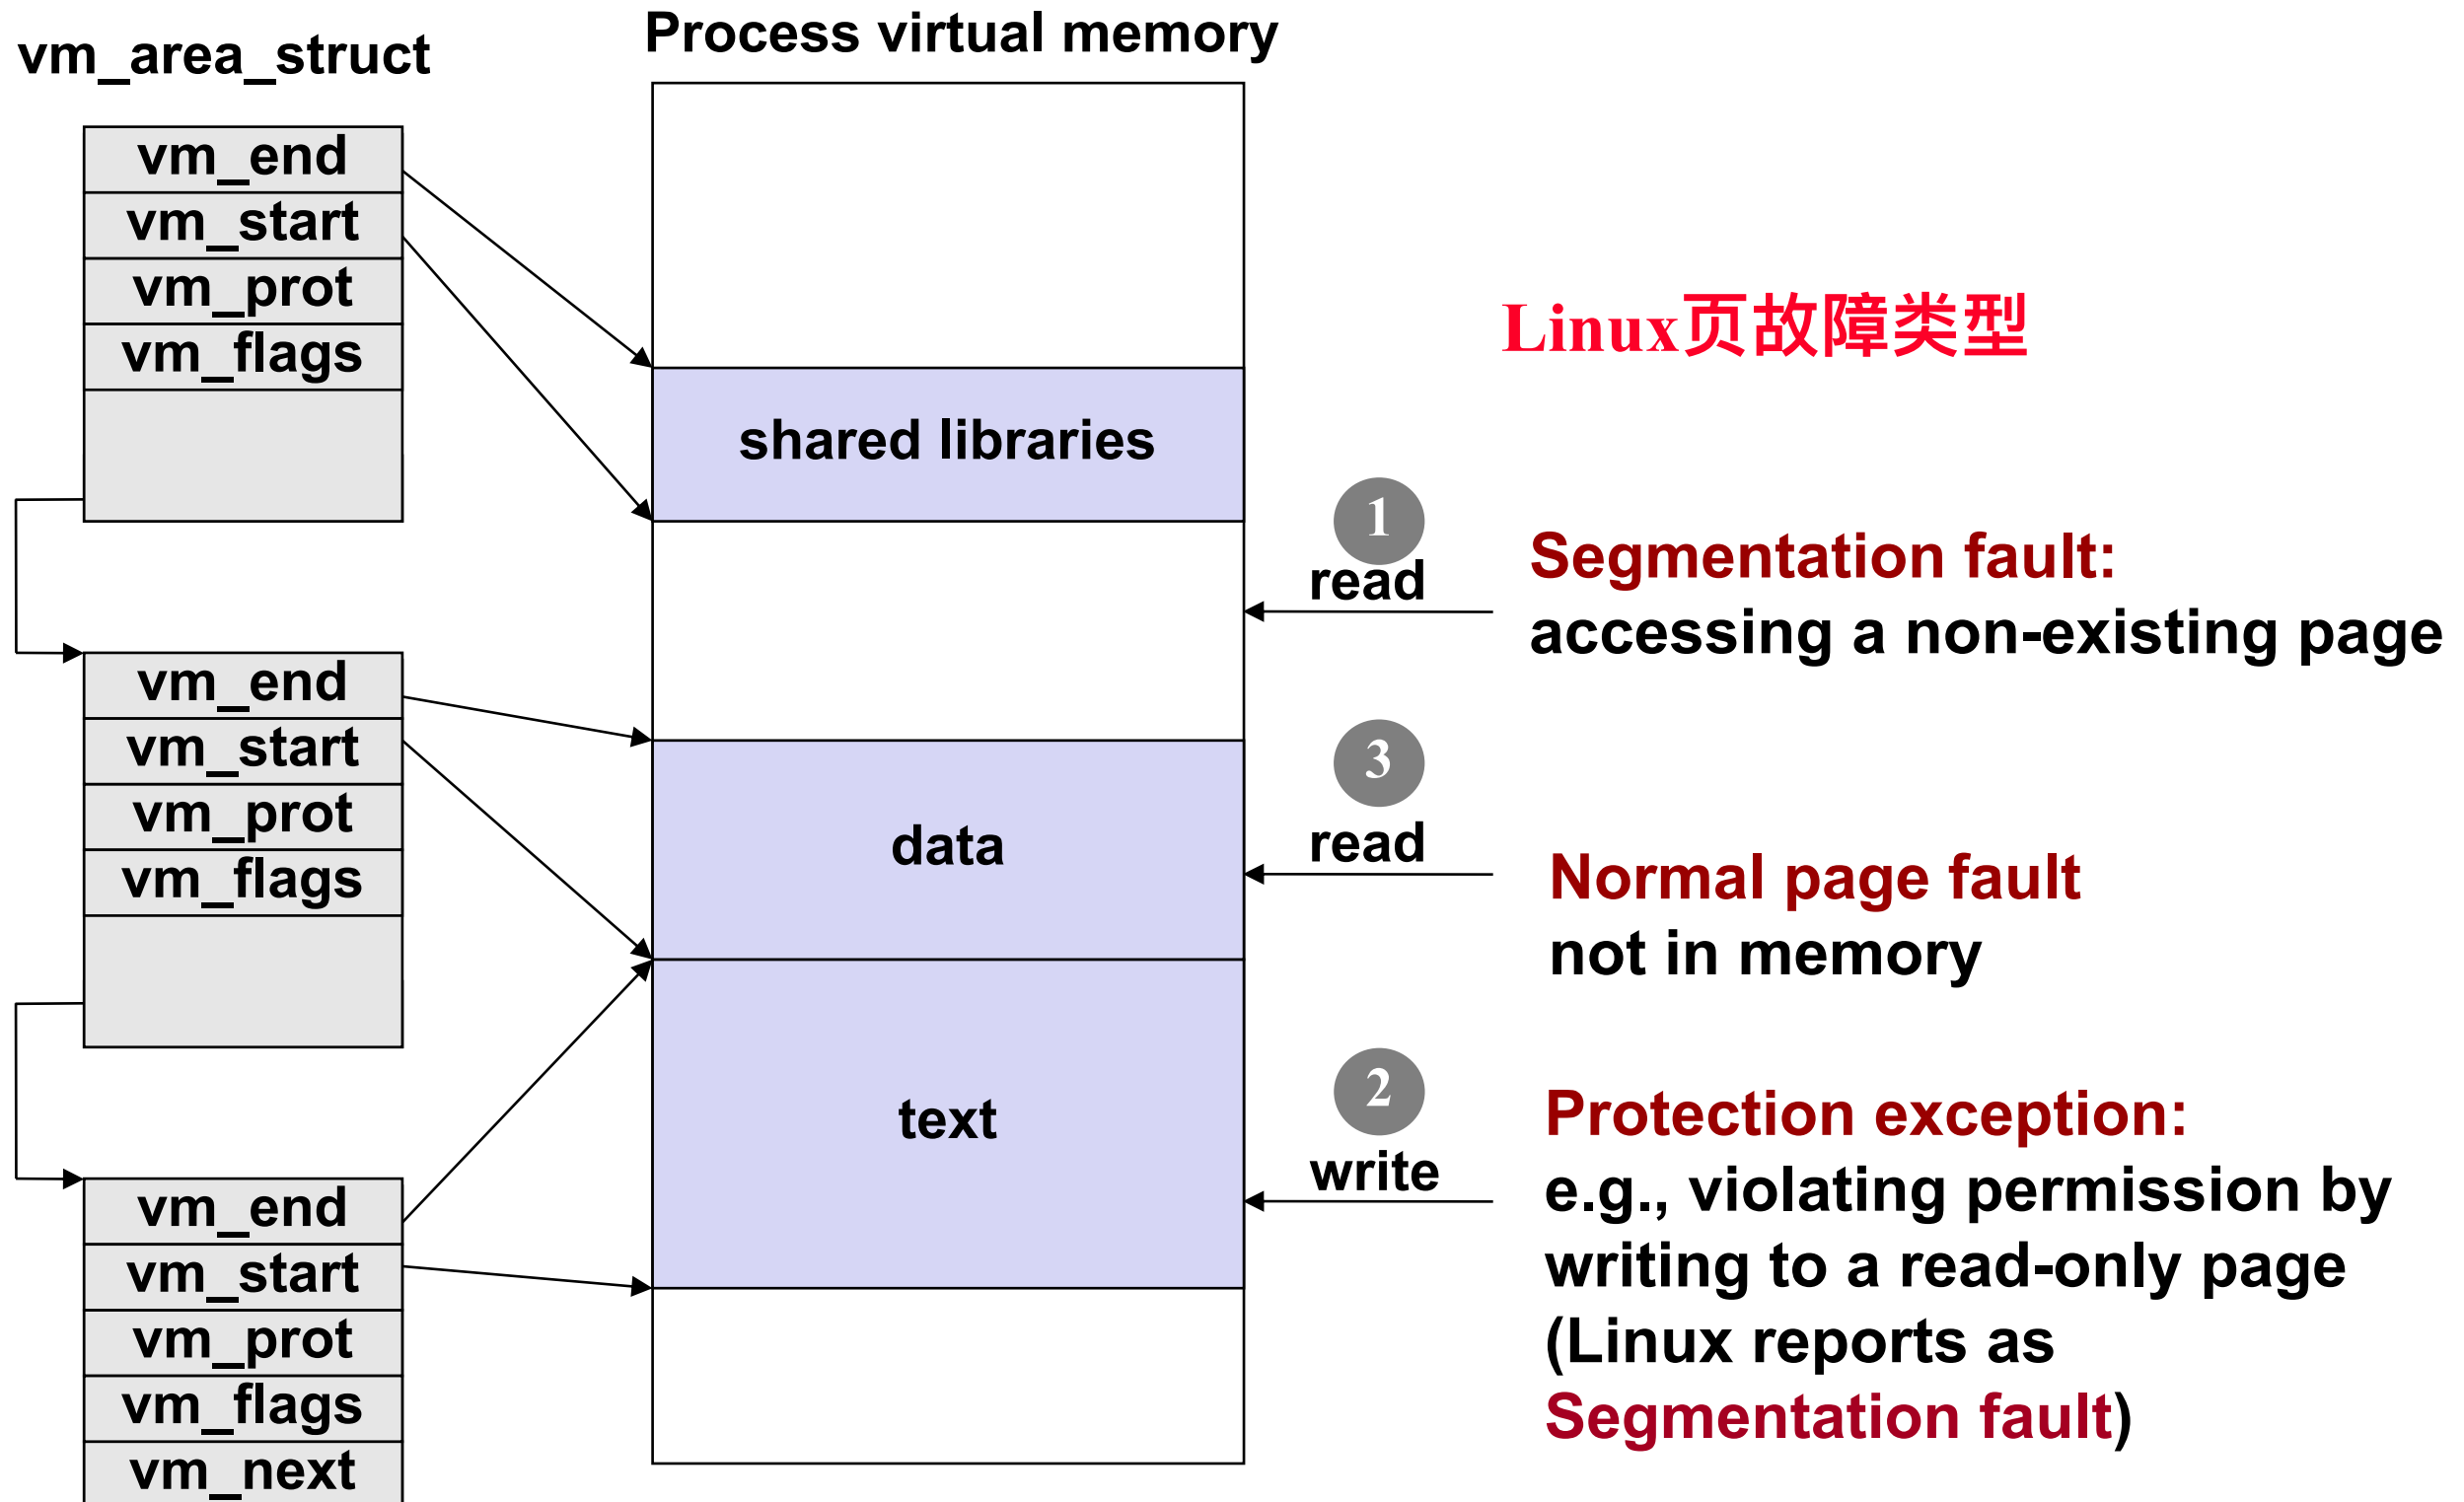 vm_area_struct
Process virtual memory
vm_end
vm_start
vm_prot
vm_flags
shared libraries
Linux页故障类型
1
read
Segmentation fault:
accessing a non-existing page
vm_end
vm_start
vm_prot
vm_flags
data
3
read
Normal page fault
not in memory
text
2
write
Protection exception:
e.g., violating permission by
writing to a read-only page
(Linux reports as
Segmentation fault)
vm_end
vm_start
vm_prot
vm_flags
vm_next